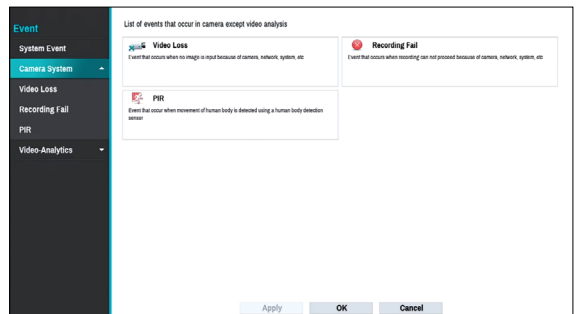 Event
System Event
Camera System
Video Loss
Recording Fail
PIR
Video-Analytics
List of events that occur in camera except video analysis
Video Loss
Event that occurs when no image is input because of camera, network, system, etc
Recording Fail
Event that occurs when recording can not proceed because of camera, network, system, etc
PIR
Event that occur when movement of human body is detected using a human body detection
sensor
Apply
OK
Cancel